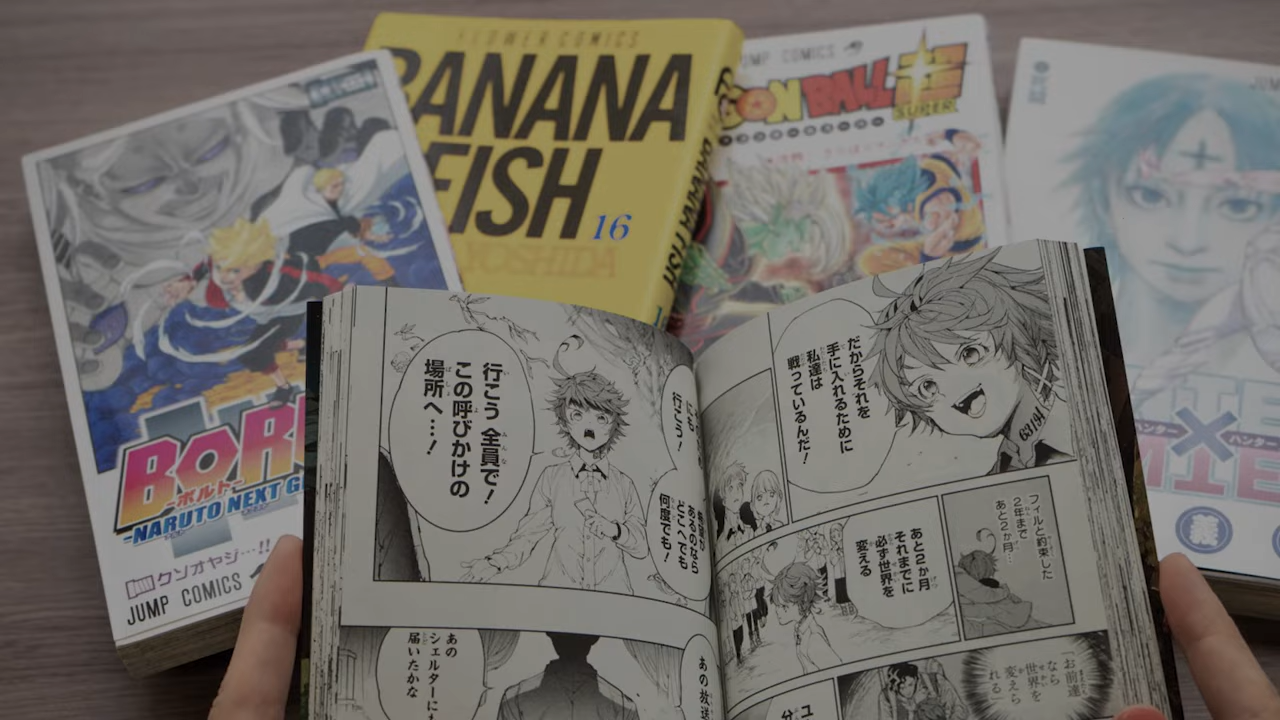 FLOWER COMICS
BANANA
FISH
16
YOSHIDA
BANANA FISH
JUMP COMICS
SUPER
BOR
-ボルト-
-NARUTO NEXT G
クソオヤジ…!!
JUMP COMICS
ハンター
ハンター
だからそれを
手に入れるために
私達は
戦っているんだ!
63194
フィルと約束した
2年まで
あと2か月…
あと2か月
それまでに
必ず世界を
変える
「お前達
なら
世界を
変えら
れる」
行こう!
あるのなら
どこへでも
何度でも!
行こう 全員で!
この呼びかけの
場所へ…!
あの放送
あの
シェルターにも
届いたかな